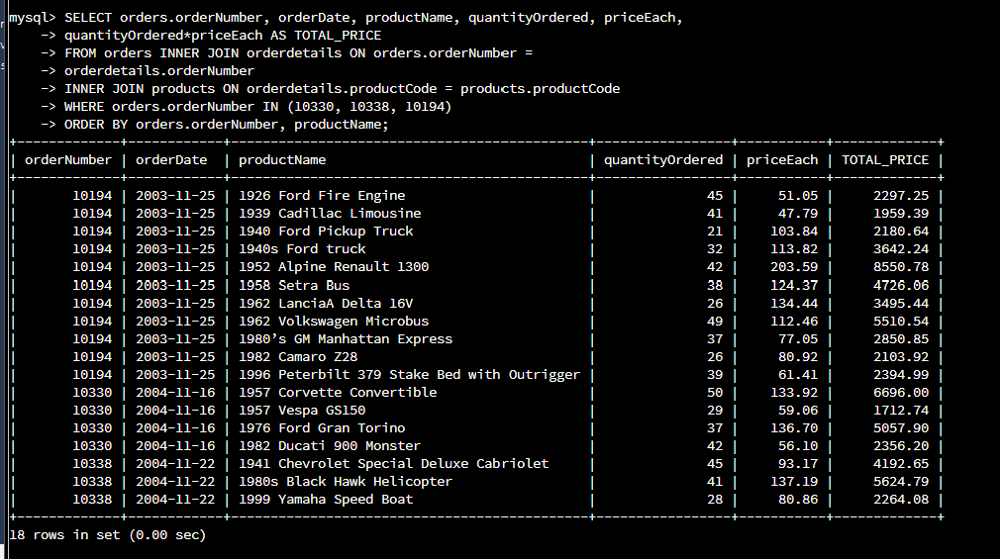 mysql> SELECT orders.orderNumber, orderDate, productName, quantityOrdered, priceEach,
-> quantityOrdered*priceEach AS TOTAL_PRICE
-> FROM orders INNER JOIN orderdetails ON orders.orderNumber =
-> orderdetails.orderNumber
-> INNER JOIN products ON orderdetails.productCode = products.productCode
-> WHERE orders.orderNumber IN (10330, 10338, 10194)
-> ORDER BY orders.orderNumber, productName;
| orderNumber | orderDate | productName | quantityOrdered | priceEach | TOTAL_PRICE |
| 10194 | 2003-11-25 | 1926 Ford Fire Engine | 45 | 51.05 | 2297.25 |
| 10194 | 2003-11-25 | 1939 Cadillac Limousine | 41 | 47.79 | 1959.39 |
| 10194 | 2003-11-25 | 1940 Ford Pickup Truck | 21 | 103.84 | 2180.64 |
| 10194 | 2003-11-25 | 1940s Ford truck | 32 | 113.82 | 3642.24 |
| 10194 | 2003-11-25 | 1952 Alpine Renault 1300 | 42 | 203.59 | 8550.78 |
| 10194 | 2003-11-25 | 1958 Setra Bus | 38 | 124.37 | 4726.06 |
| 10194 | 2003-11-25 | 1962 LanciaA Delta 16V | 26 | 134.44 | 3495.44 |
| 10194 | 2003-11-25 | 1962 Volkswagen Microbus | 49 | 112.46 | 5510.54 |
| 10194 | 2003-11-25 | 1980’s GM Manhattan Express | 37 | 77.05 | 2850.85 |
| 10194 | 2003-11-25 | 1982 Camaro Z28 | 26 | 80.92 | 2103.92 |
| 10194 | 2003-11-25 | 1996 Peterbilt 379 Stake Bed with Outrigger | 39 | 61.41 | 2394.99 |
| 10330 | 2004-11-16 | 1957 Corvette Convertible | 50 | 133.92 | 6696.00 |
| 10330 | 2004-11-16 | 1957 Vespa GS150 | 29 | 59.06 | 1712.74 |
| 10330 | 2004-11-16 | 1976 Ford Gran Torino | 37 | 136.70 | 5057.90 |
| 10330 | 2004-11-16 | 1982 Ducati 900 Monster | 42 | 56.10 | 2356.20 |
| 10338 | 2004-11-22 | 1941 Chevrolet Special Deluxe Cabriolet | 45 | 93.17 | 4192.65 |
| 10338 | 2004-11-22 | 1980s Black Hawk Helicopter | 41 | 137.19 | 5624.79 |
| 10338 | 2004-11-22 | 1999 Yamaha Speed Boat | 28 | 80.86 | 2264.08 |
18 rows in set (0.00 sec)